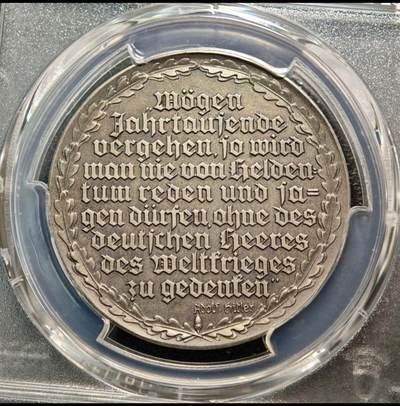 „Mögen
Jahrtausende
vergehen, so wird
man nie von Helden-
tum reden und sa-
gen dürfen, ohne des
deutschen Heeres
des Weltkrieges
zu gedenken“
Adolf Hitler